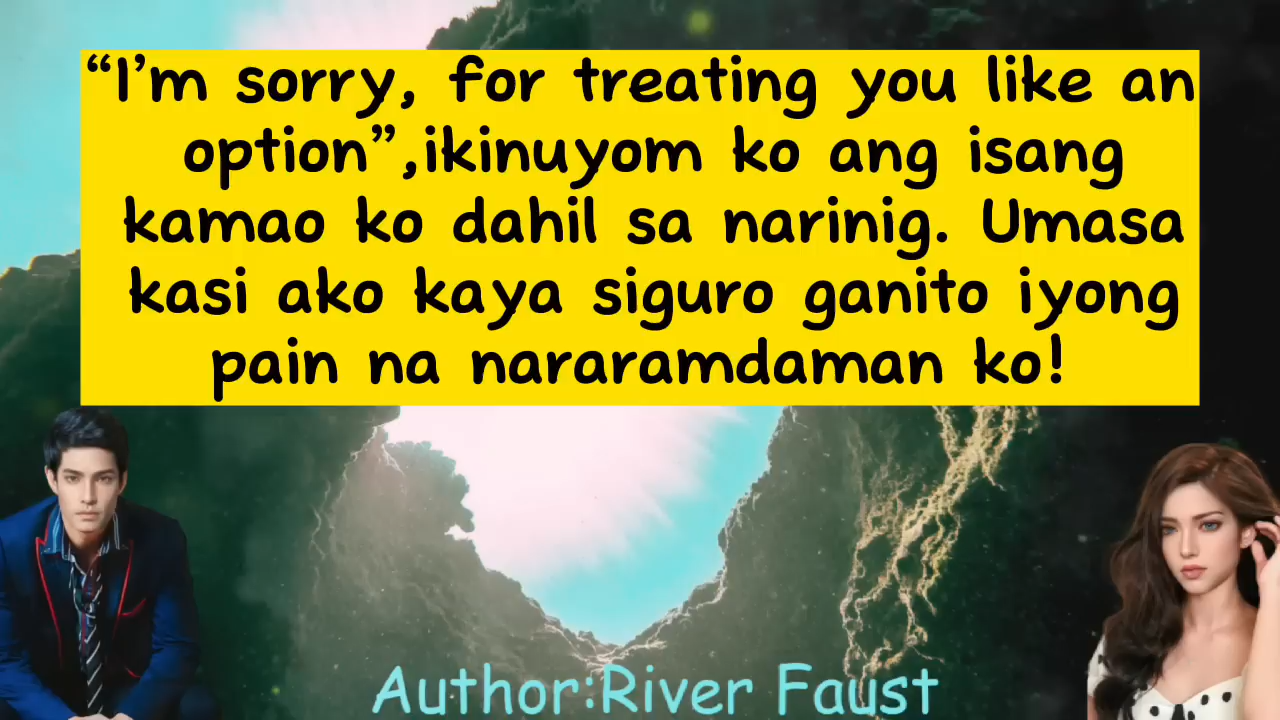 “I’m sorry, for treating you like an
option”,ikinuyom ko ang isang
kamao ko dahil sa narinig. Umasa
kasi ako kaya siguro ganito iyong
pain na nararamdaman ko!
Author:River Faust